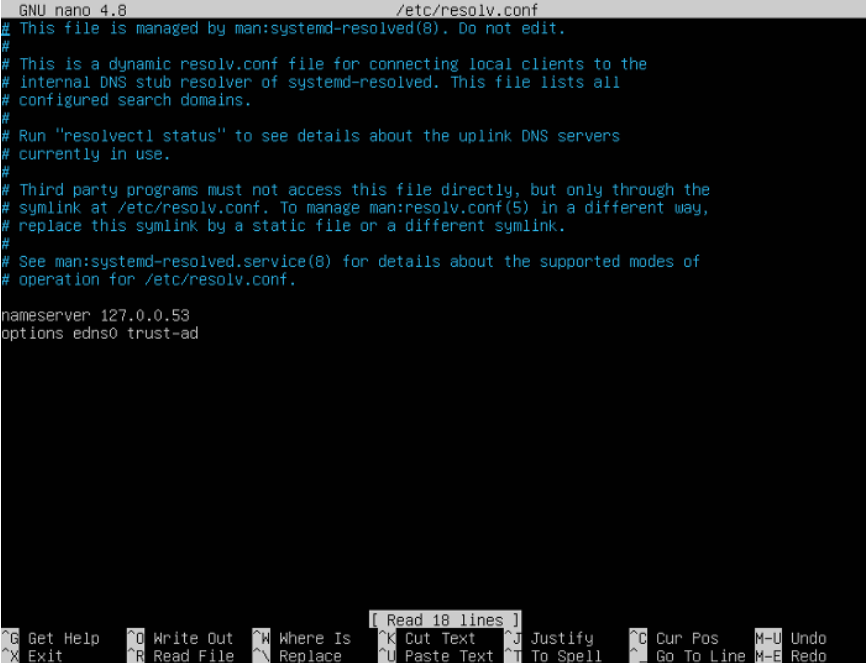 GNU nano 4.8 /etc/resolv.conf
# This file is managed by man:systemd-resolved(8). Do not edit.
#
# This is a dynamic resolv.conf file for connecting local clients to the
# internal DNS stub resolver of systemd-resolved. This file lists all
# configured search domains.
#
# Run "resolvectl status" to see details about the uplink DNS servers
# currently in use.
#
# Third party programs must not access this file directly, but only through the
# symlink at /etc/resolv.conf. To manage man:resolv.conf(5) in a different way,
# replace this symlink by a static file or a different symlink.
#
# See man:systemd-resolved.service(8) for details about the supported modes of
# operation for /etc/resolv.conf.
nameserver 127.0.0.53
options edns0 trust-ad
[ Read 18 lines ]
^G Get Help ^O Write Out ^W Where Is ^K Cut Text ^J Justify ^C Cur Pos M-U Undo
^X Exit ^R Read File ^\ Replace ^U Paste Text ^T To Spell ^_ Go To Line M-E Redo